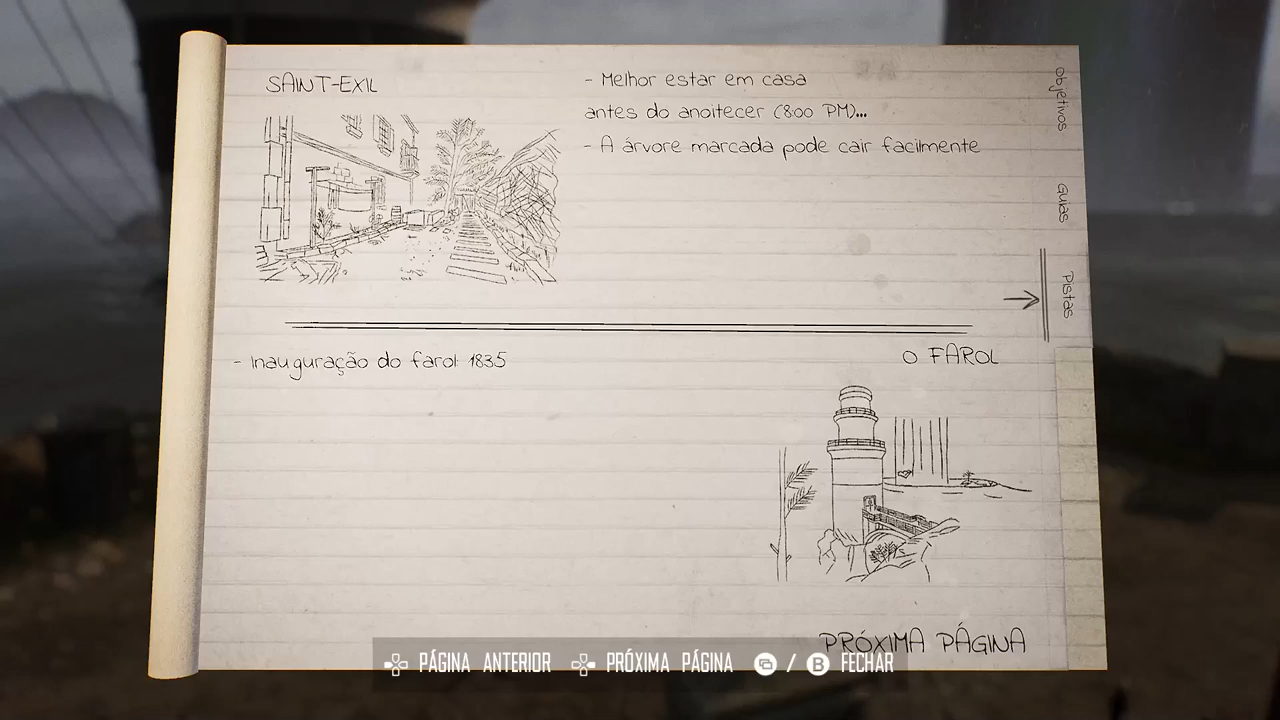 SAINT-EXIL
- Melhor estar em casa
antes do anoitecer (8:00 PM)...
- A árvore marcada pode cair facilmente
- Inauguração do farol: 1835
O FAROL
Objetivos
Guias
Pistas
PRÓXIMA PÁGINA
PÁGINA ANTERIOR PRÓXIMA PÁGINA / B FECHAR